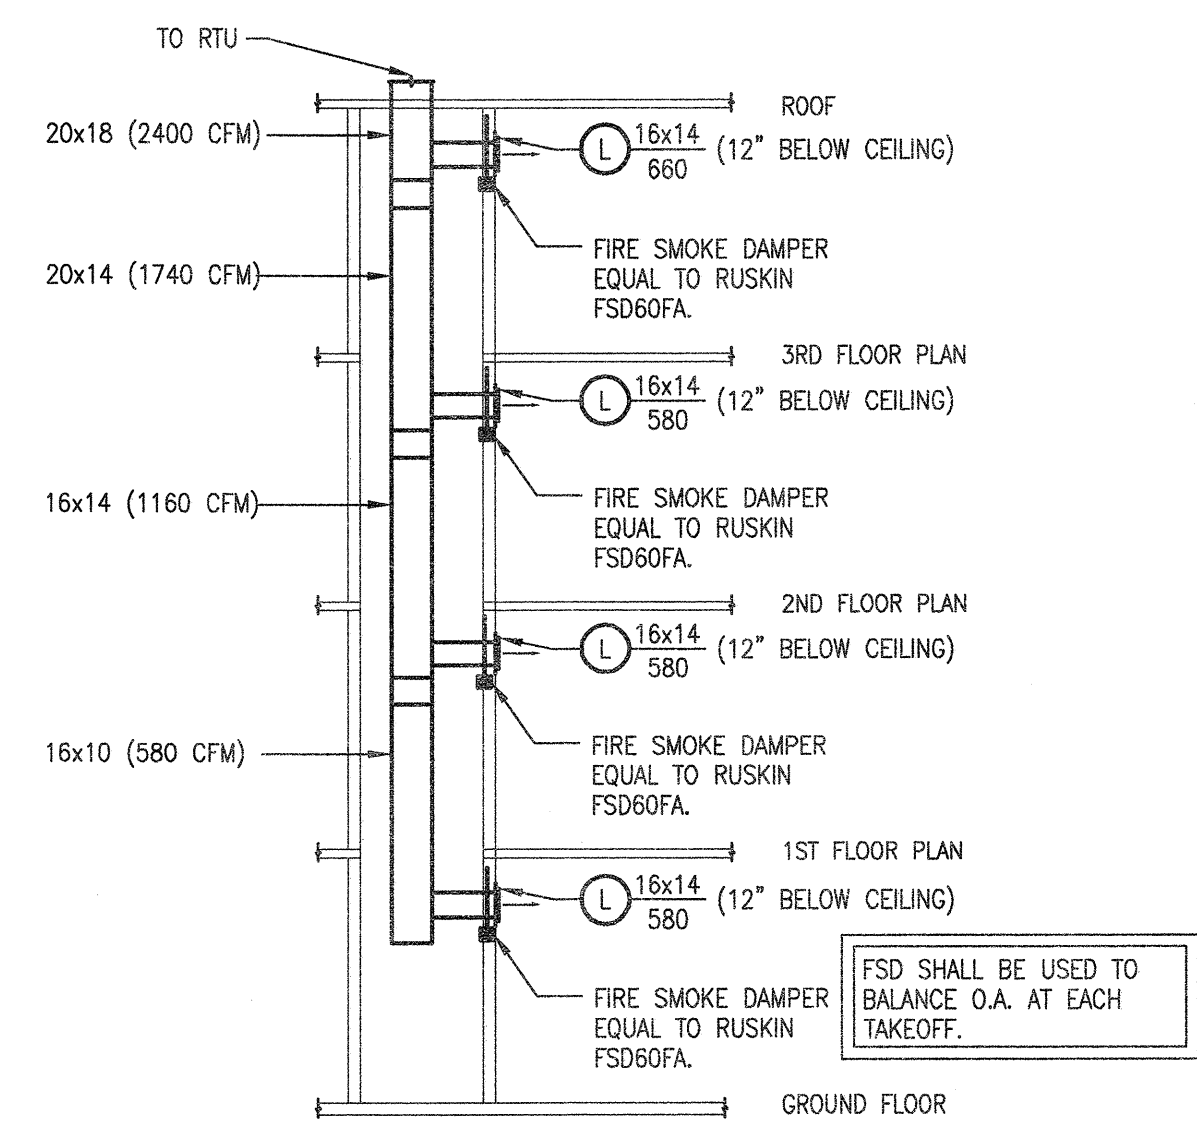 TO RTU
ROOF
20x18 (2400 CFM)
L
16x14
660
(12" BELOW CEILING)
FIRE SMOKE DAMPER
EQUAL TO RUSKIN
FSD60FA.
20x14 (1740 CFM)
3RD FLOOR PLAN
L
16x14
580
(12" BELOW CEILING)
16x14 (1160 CFM)
FIRE SMOKE DAMPER
EQUAL TO RUSKIN
FSD60FA.
2ND FLOOR PLAN
L
16x14
580
(12" BELOW CEILING)
16x10 (580 CFM)
FIRE SMOKE DAMPER
EQUAL TO RUSKIN
FSD60FA.
1ST FLOOR PLAN
L
16x14
580
(12" BELOW CEILING)
FIRE SMOKE DAMPER
EQUAL TO RUSKIN
FSD60FA.
FSD SHALL BE USED TO
BALANCE O.A. AT EACH
TAKEOFF.
GROUND FLOOR